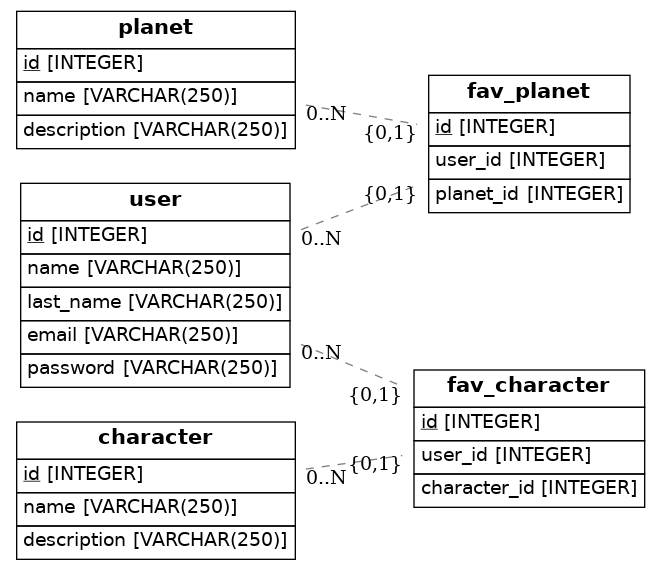 planet
id [INTEGER]
name [VARCHAR(250)]
description [VARCHAR(250)]
0..N
{0,1}
fav_planet
id [INTEGER]
user_id [INTEGER]
planet_id [INTEGER]
user
id [INTEGER]
name [VARCHAR(250)]
last_name [VARCHAR(250)]
email [VARCHAR(250)]
password [VARCHAR(250)]
{0,1}
0..N
0..N
{0,1}
fav_character
id [INTEGER]
user_id [INTEGER]
character_id [INTEGER]
character
id [INTEGER]
name [VARCHAR(250)]
description [VARCHAR(250)]
{0,1}
0..N